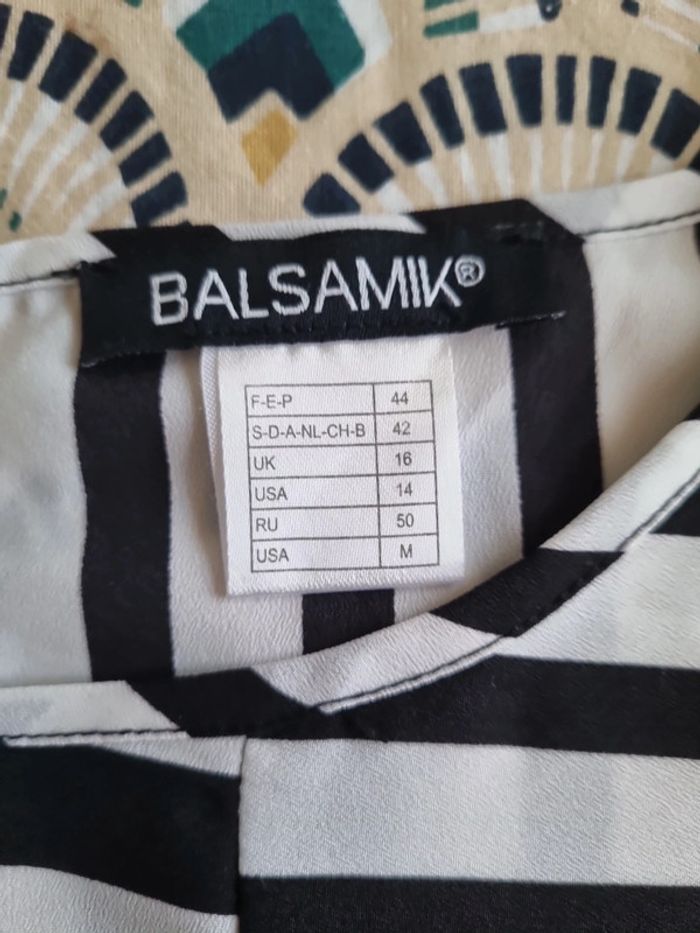 BALSAMIK®
F-E-P 44
S-D-A-NL-CH-B 42
UK 16
USA 14
RU 50
USA M